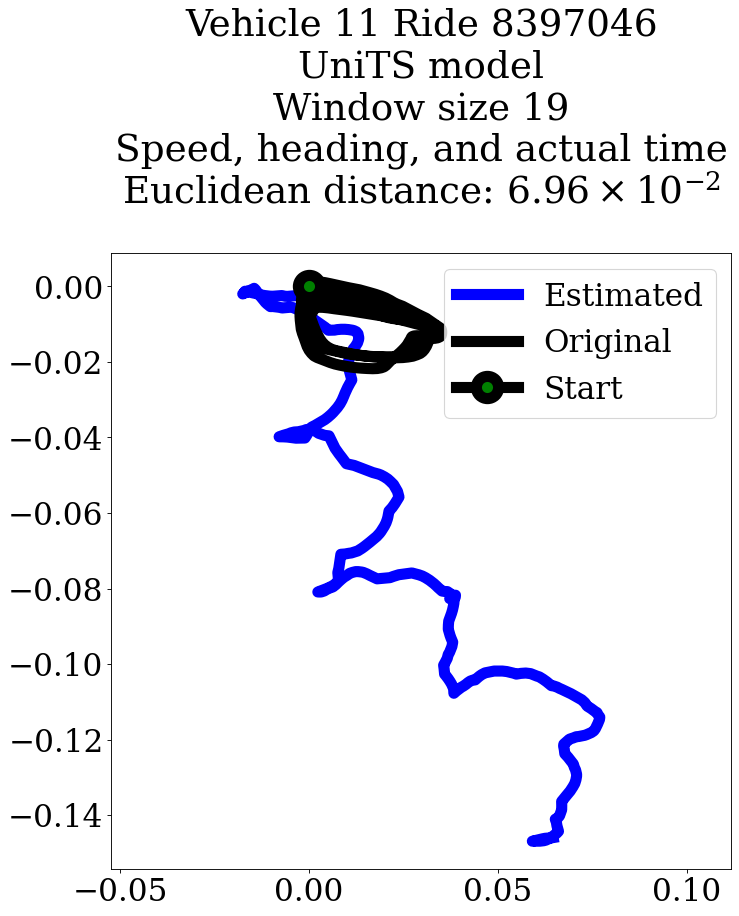 Vehicle 11 Ride 8397046
UniTS model
Window size 19
Speed, heading, and actual time
Euclidean distance: 6.96 × 10⁻²
Estimated
Original
Start
0.00
−0.02
−0.04
−0.06
−0.08
−0.10
−0.12
−0.14
−0.05 0.00 0.05 0.10